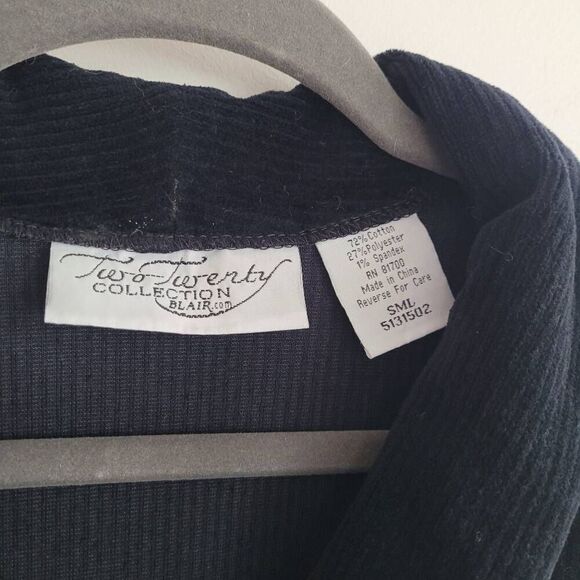 Two-Twenty
COLLECTION
BLAIR.com
72% Cotton
27% Polyester
1% Spandex
RN 81700
Made in China
Reverse For Care
SML
5131502